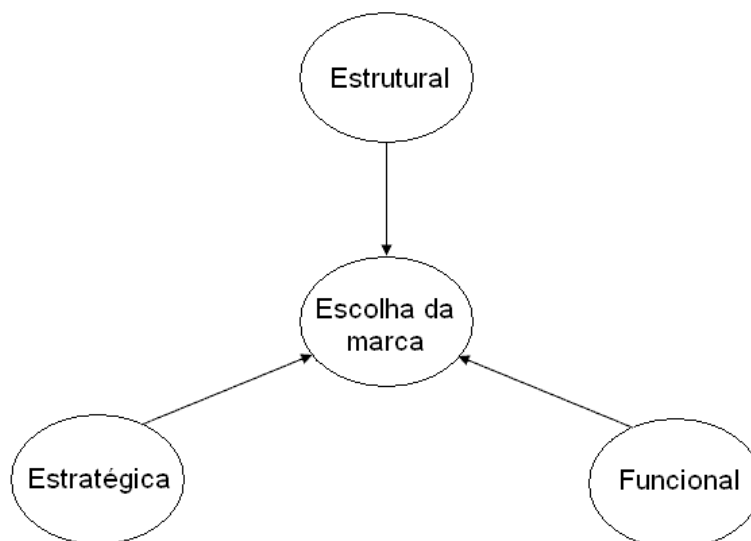 Estrutural
Escolha da
marca
Estratégica
Funcional